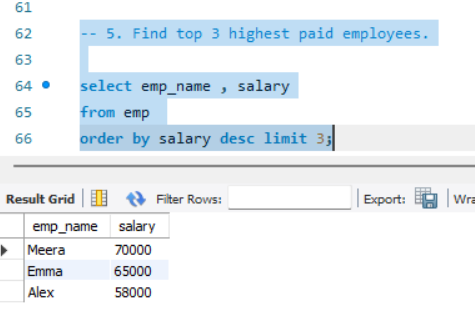 61
62 -- 5. Find top 3 highest paid employees.
63
64 select emp_name , salary
65 from emp
66 order by salary desc limit 3;
Result Grid Filter Rows: Export: Wra
emp_name salary
Meera 70000
Emma 65000
Alex 58000